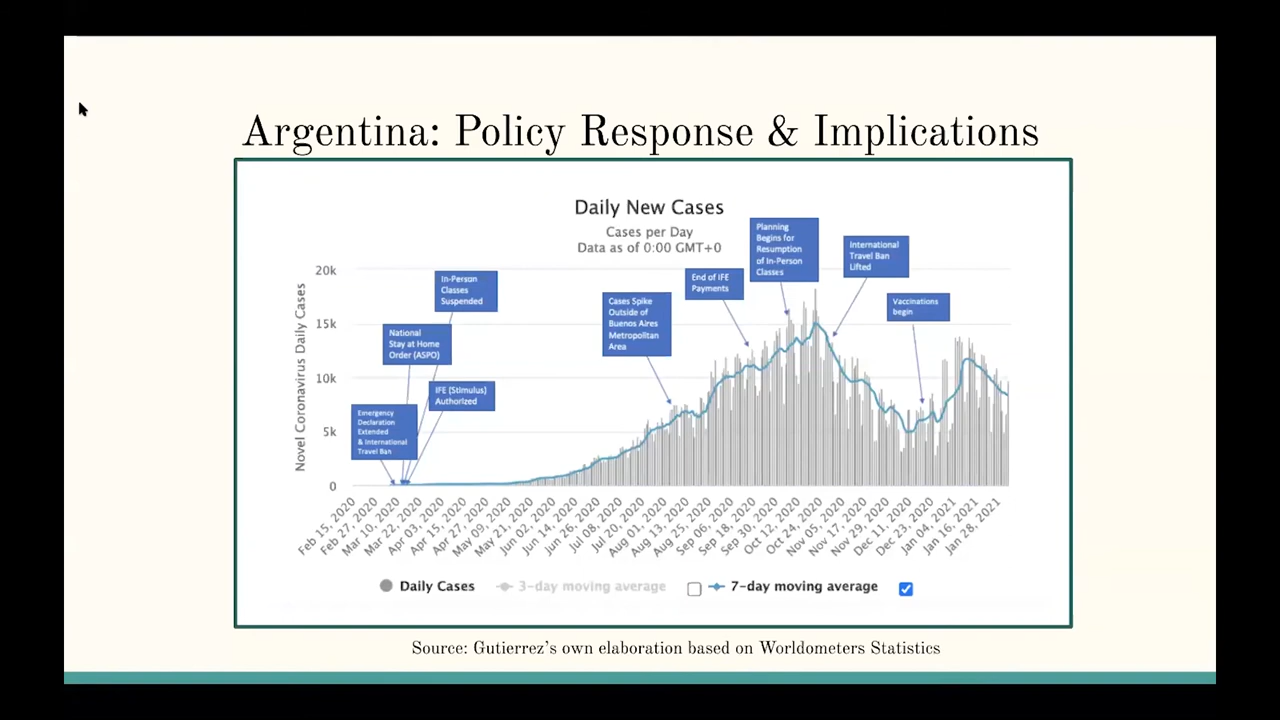 Argentina: Policy Response & Implications
Daily New Cases
Cases per Day
Data as of 0:00 GMT+0
Novel Coronavirus Daily Cases
20k
15k
10k
5k
0
Emergency
Declaration
Extended
& International
Travel Ban
National
Stay at Home
Order (ASPO)
In-Person
Classes
Suspended
IFE (Stimulus)
Authorized
Cases Spike
Outside of
Buenos Aires
Metropolitan
Area
End of IFE
Payments
Planning
Begins for
Resumption
of In-Person
Classes
International
Travel Ban
Lifted
Vaccinations
begin
Feb 15, 2020
Feb 27, 2020
Mar 10, 2020
Mar 22, 2020
Apr 03, 2020
Apr 15, 2020
Apr 27, 2020
May 09, 2020
May 21, 2020
Jun 02, 2020
Jun 14, 2020
Jun 26, 2020
Jul 08, 2020
Jul 20, 2020
Aug 01, 2020
Aug 13, 2020
Aug 25, 2020
Sep 06, 2020
Sep 18, 2020
Sep 30, 2020
Oct 12, 2020
Oct 24, 2020
Nov 05, 2020
Nov 17, 2020
Nov 29, 2020
Dec 11, 2020
Dec 23, 2020
Jan 04, 2021
Jan 16, 2021
Jan 28, 2021
Daily Cases
3-day moving average
7-day moving average
Source: Gutierrez's own elaboration based on Worldometers Statistics